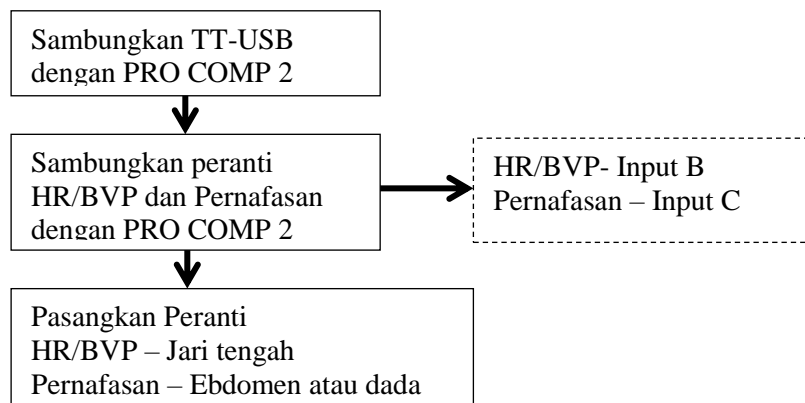 Sambungkan TT-USB
dengan PRO COMP 2
Sambungkan peranti
HR/BVP dan Pernafasan
dengan PRO COMP 2
HR/BVP- Input B
Pernafasan – Input C
Pasangkan Peranti
HR/BVP – Jari tengah
Pernafasan – Ebdomen atau dada